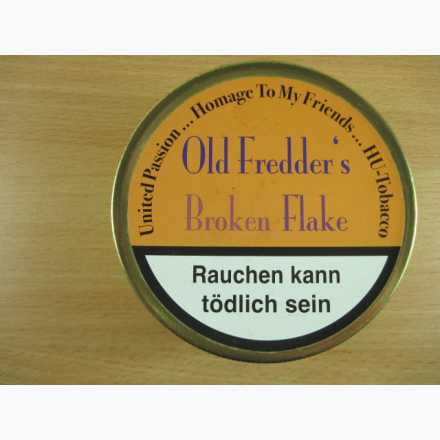 United Passion ... Homage To My Friends ... HU-Tobacco
Old Fredder's
Broken Flake
Rauchen kann
tödlich sein